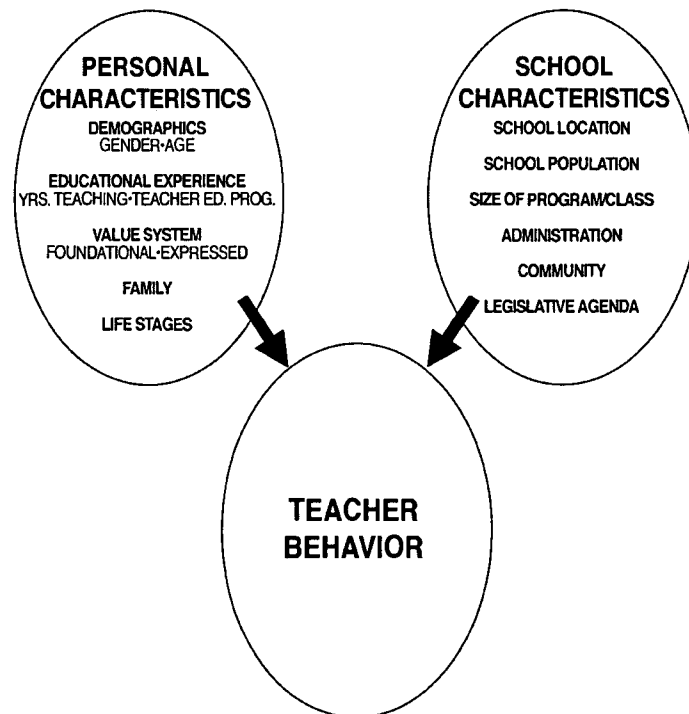 PERSONAL
CHARACTERISTICS
DEMOGRAPHICS
GENDER•AGE
EDUCATIONAL EXPERIENCE
YRS. TEACHING•TEACHER ED. PROG.
VALUE SYSTEM
FOUNDATIONAL•EXPRESSED
FAMILY
LIFE STAGES
SCHOOL
CHARACTERISTICS
SCHOOL LOCATION
SCHOOL POPULATION
SIZE OF PROGRAM/CLASS
ADMINISTRATION
COMMUNITY
LEGISLATIVE AGENDA
TEACHER
BEHAVIOR